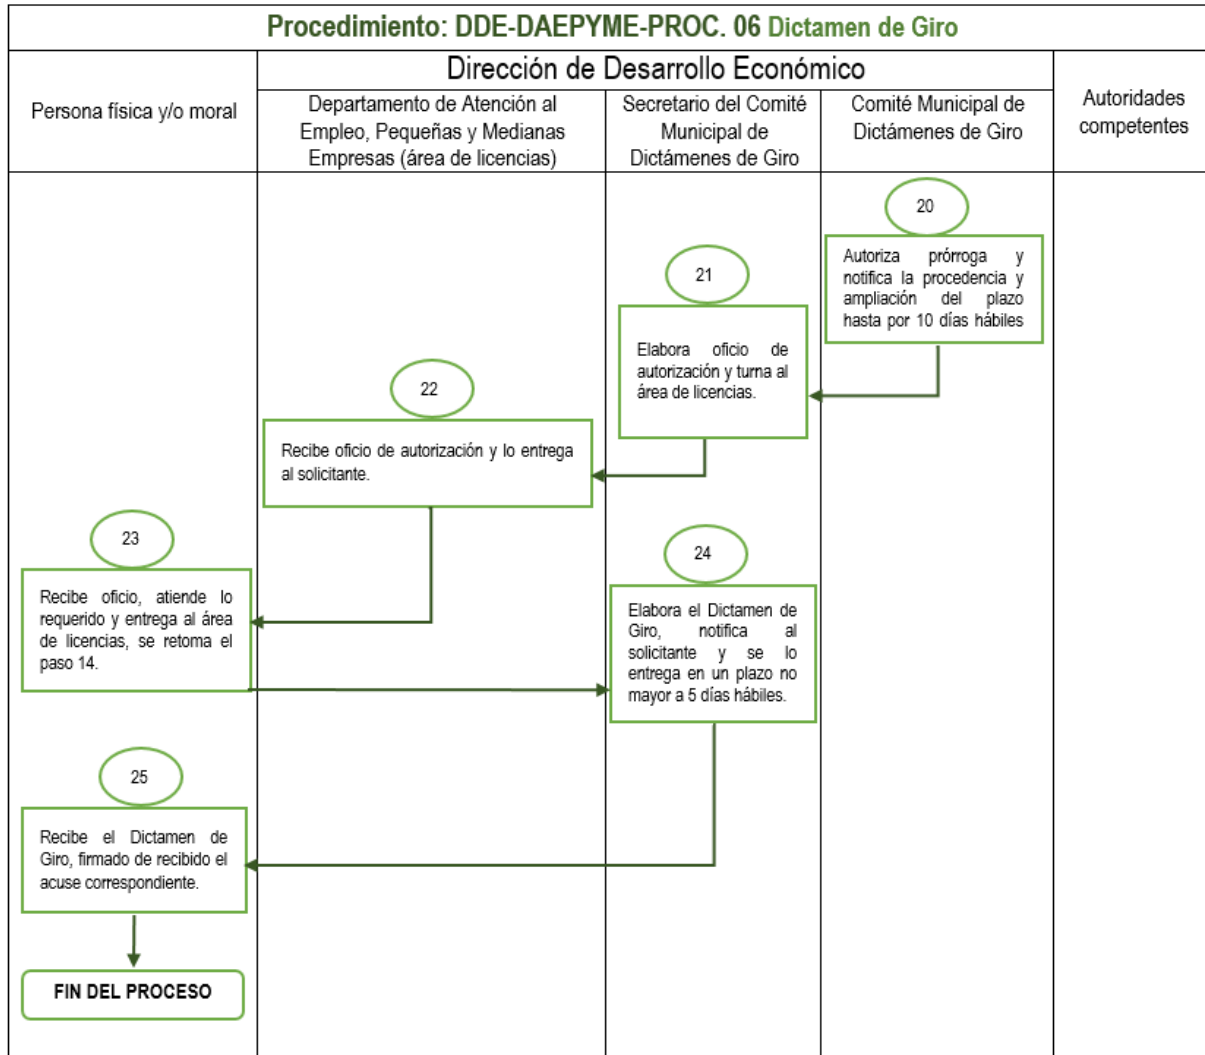 Procedimiento: DDE-DAEPYME-PROC. 06 Dictamen de Giro
Persona física y/o moral
Dirección de Desarrollo Económico
Departamento de Atención al
Empleo, Pequeñas y Medianas
Empresas (área de licencias)
Secretario del Comité
Municipal de
Dictámenes de Giro
Comité Municipal de
Dictámenes de Giro
Autoridades
competentes
20
Autoriza prórroga y
notifica la procedencia y
ampliación del plazo
hasta por 10 días hábiles
21
Elabora oficio de
autorización y turna al
área de licencias.
22
Recibe oficio de autorización y lo entrega
al solicitante.
23
Recibe oficio, atiende lo
requerido y entrega al área
de licencias, se retoma el
paso 14.
24
Elabora el Dictamen de
Giro, notifica al
solicitante y se lo
entrega en un plazo no
mayor a 5 días hábiles.
25
Recibe el Dictamen de
Giro, firmado de recibido el
acuse correspondiente.
FIN DEL PROCESO